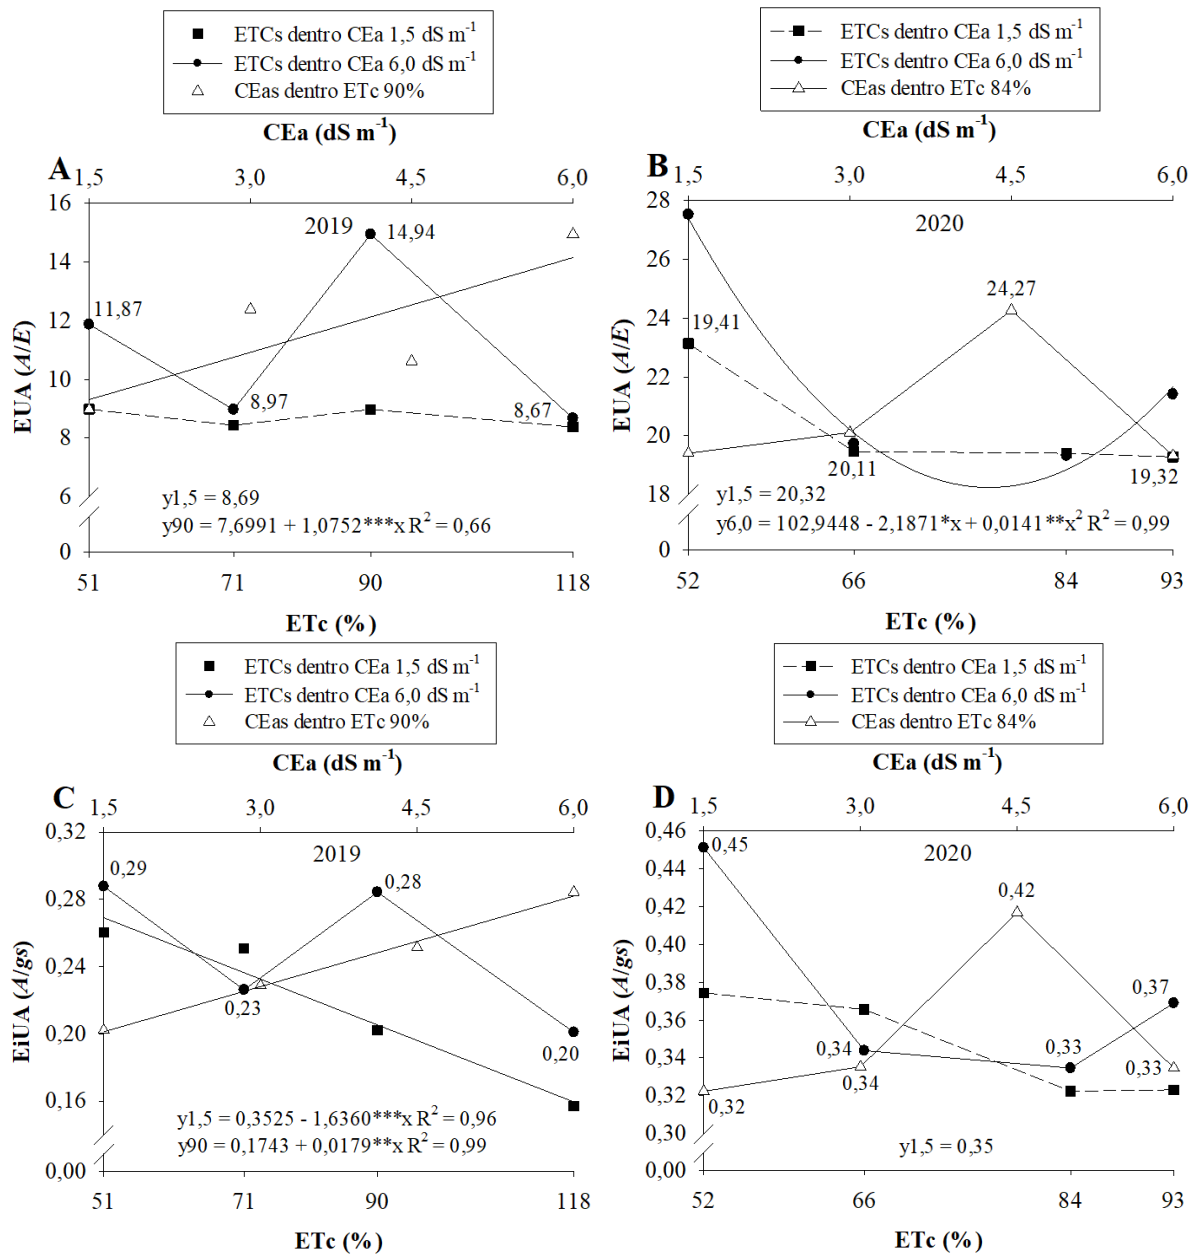 ETCs dentro CEa 1,5 dS m⁻¹
ETCs dentro CEa 6,0 dS m⁻¹
CEas dentro ETc 90%
CEa (dS m⁻¹)
A
1,5 3,0 4,5 6,0
16
14
12
10
8
6
0
EUA (A/E)
2019
14,94
11,87
8,97
8,67
y1,5 = 8,69
y90 = 7,6991 + 1,0752***x R² = 0,66
51 71 90 118
ETc (%)
ETCs dentro CEa 1,5 dS m⁻¹
ETCs dentro CEa 6,0 dS m⁻¹
CEas dentro ETc 84%
CEa (dS m⁻¹)
B
1,5 3,0 4,5 6,0
28
26
24
22
20
18
0
EUA (A/E)
2020
24,27
19,41
20,11
19,32
y1,5 = 20,32
y6,0 = 102,9448 - 2,1871*x + 0,0141**x² R² = 0,99
52 66 84 93
ETc (%)
ETCs dentro CEa 1,5 dS m⁻¹
ETCs dentro CEa 6,0 dS m⁻¹
CEas dentro ETc 90%
CEa (dS m⁻¹)
C
1,5 3,0 4,5 6,0
0,32
0,28
0,24
0,20
0,16
0,00
EiUA (A/gs)
2019
0,29
0,28
0,23
0,20
y1,5 = 0,3525 - 1,6360***x R² = 0,96
y90 = 0,1743 + 0,0179**x R² = 0,99
51 71 90 118
ETc (%)
ETCs dentro CEa 1,5 dS m⁻¹
ETCs dentro CEa 6,0 dS m⁻¹
CEas dentro ETc 84%
CEa (dS m⁻¹)
D
1,5 3,0 4,5 6,0
0,46
0,44
0,42
0,40
0,38
0,36
0,34
0,32
0,30
0,00
EiUA (A/gs)
2020
0,45
0,42
0,37
0,34
0,33
0,33
0,34
0,32
y1,5 = 0,35
52 66 84 93
ETc (%)